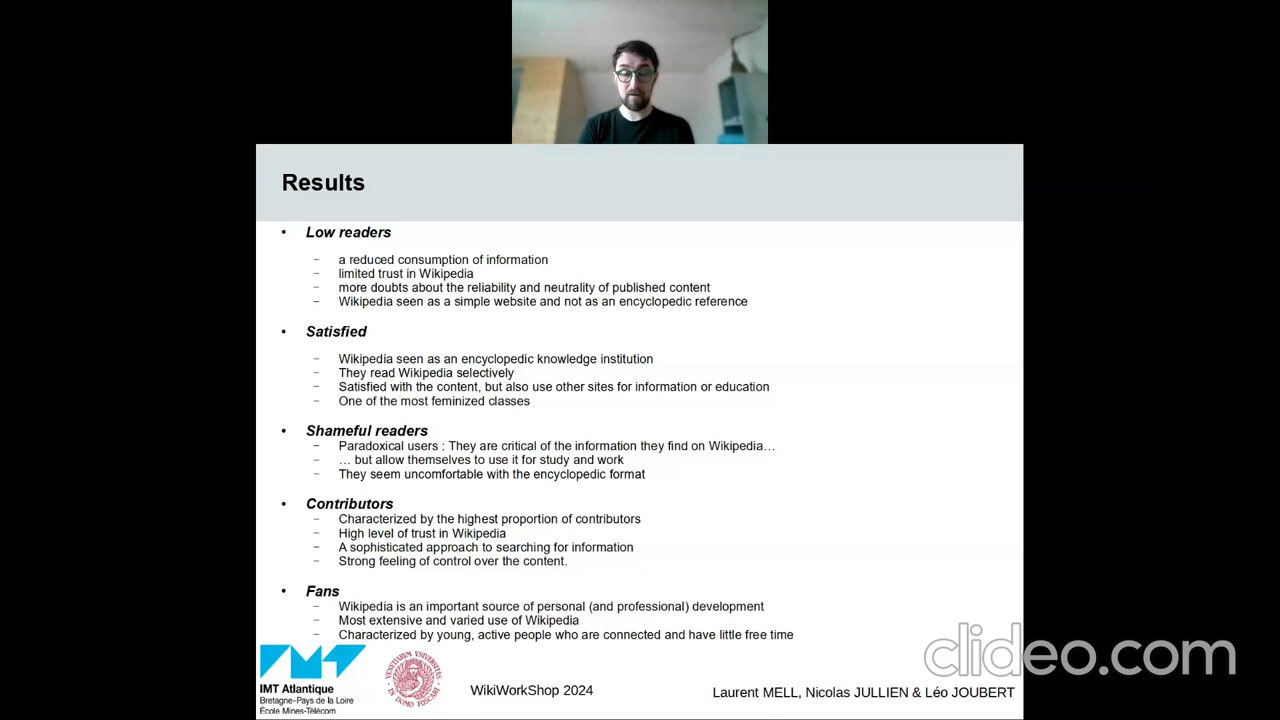 Results
• Low readers
– a reduced consumption of information
– limited trust in Wikipedia
– more doubts about the reliability and neutrality of published content
– Wikipedia seen as a simple website and not as an encyclopedic reference
• Satisfied
– Wikipedia seen as an encyclopedic knowledge institution
– They read Wikipedia selectively
– Satisfied with the content, but also use other sites for information or education
– One of the most feminized classes
• Shameful readers
– Paradoxical users : They are critical of the information they find on Wikipedia…
– … but allow themselves to use it for study and work
– They seem uncomfortable with the encyclopedic format
• Contributors
– Characterized by the highest proportion of contributors
– High level of trust in Wikipedia
– A sophisticated approach to searching for information
– Strong feeling of control over the content.
• Fans
– Wikipedia is an important source of personal (and professional) development
– Most extensive and varied use of Wikipedia
– Characterized by young, active people who are connected and have little free time
clideo.com
IMT Atlantique
Bretagne-Pays de la Loire
École Mines-Télécom
WikiWorkShop 2024
Laurent MELL, Nicolas JULLIEN & Léo JOUBERT